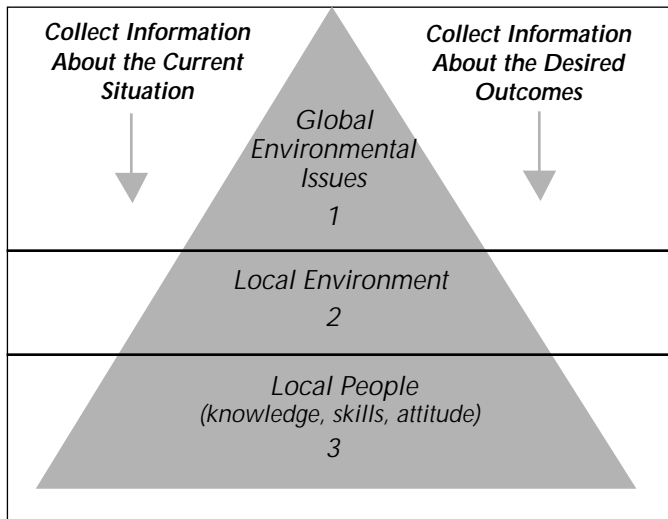 Collect Information
About the Current
Situation
Collect Information
About the Desired
Outcomes
Global
Environmental
Issues
1
Local Environment
2
Local People
(knowledge, skills, attitude)
3